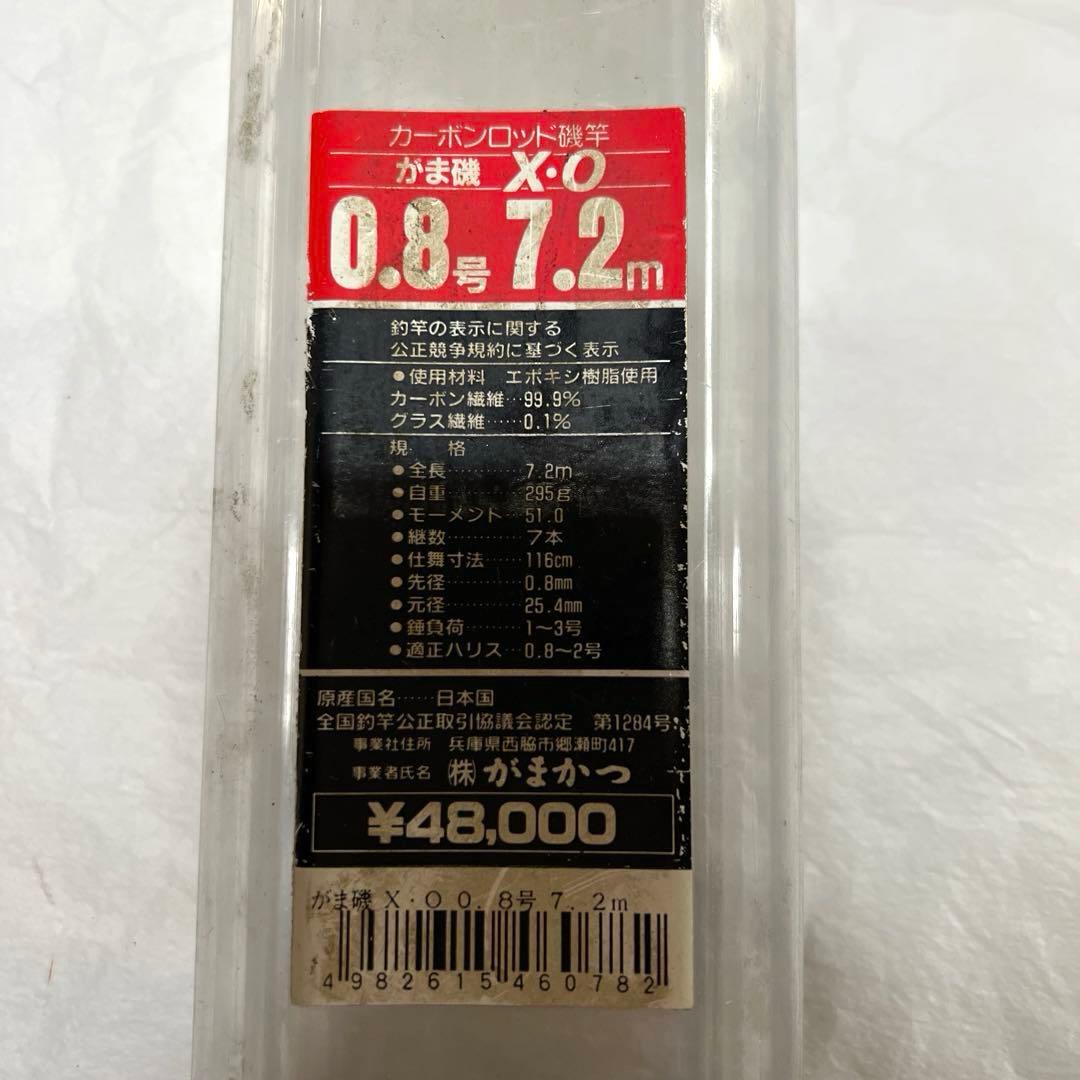 カーボンロッド磯竿
がま磯 X・O
0.8号 7.2m
釣竿の表示に関する
公正競争規約に基づく表示
●使用材料 エポキシ樹脂使用
カーボン繊維…99.9%
グラス繊維……0.1%
規 格
●全長………… 7.2m
●自重………… 295g
●モーメント…51.0
●継数………… 7本
●仕舞寸法……116cm
●先径…………0.8mm
●元径…………25.4mm
●錘負荷………1〜3号
●適正ハリス…0.8〜2号
原産国名……日本国
全国釣竿公正取引協議会認定 第1284号
事業社住所 兵庫県西脇市郷瀬町417
事業者氏名 ㈱がまかつ
¥48,000
がま磯 X・O 0.8号 7.2m
4982615460782